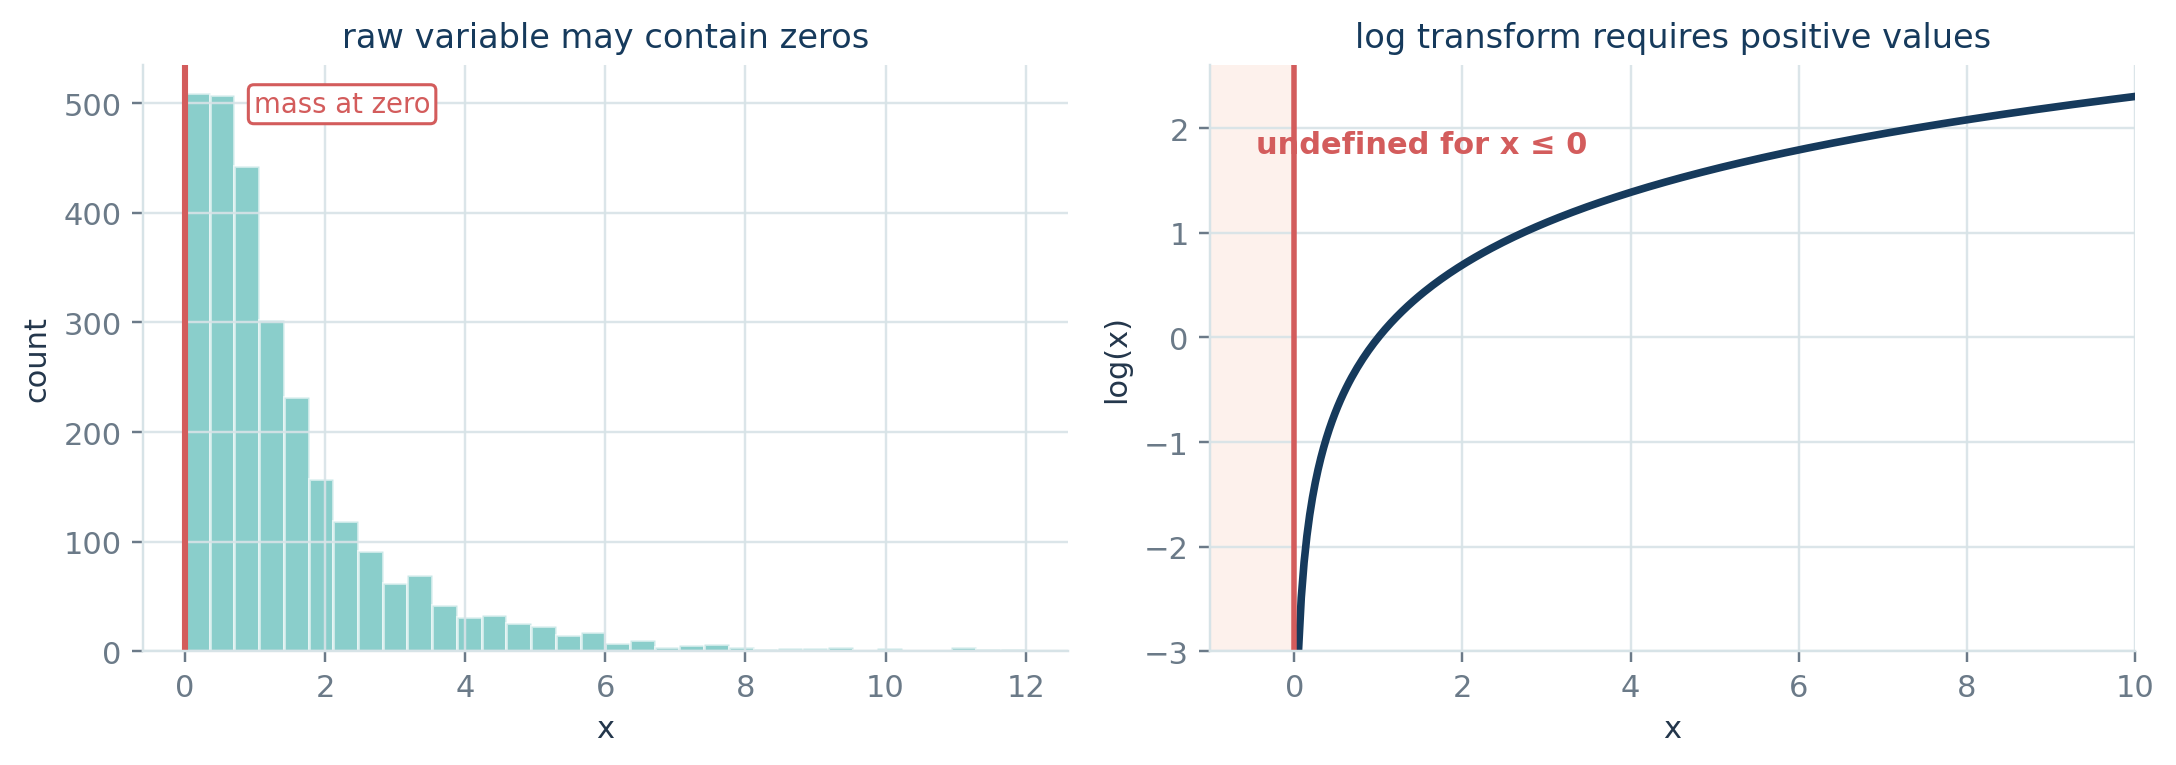 raw variable may contain zeros
mass at zero
count
500
400
300
200
100
0
0 2 4 6 8 10 12
x
log transform requires positive values
undefined for x ≤ 0
log(x)
2
1
0
−1
−2
−3
0 2 4 6 8 10
x